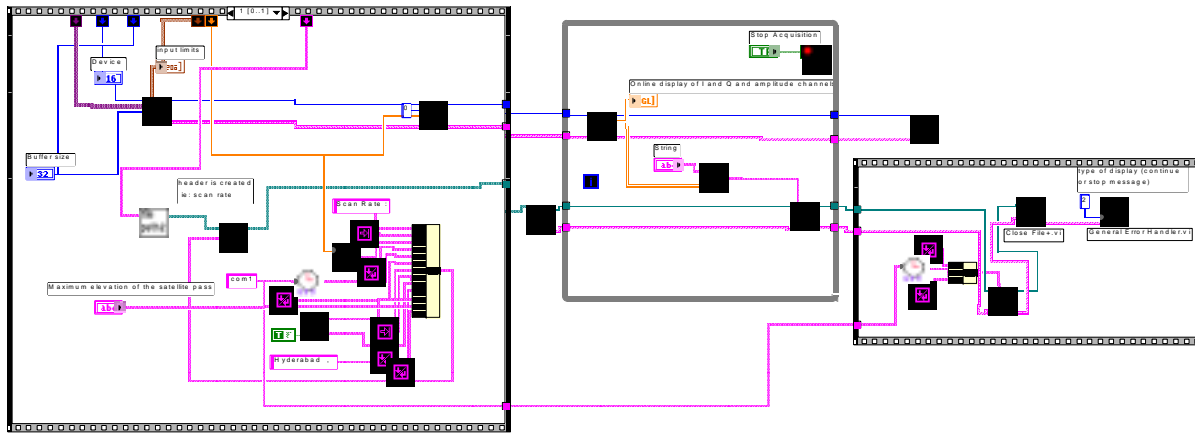 1 [0..1]
Stop Acquisition
input limits
Device
16
Online display of I and Q and amplitude channels
0
String
Buffer size
32
type of display (continue
or stop message)
header is created
ie: scan rate
2
Scan Rate :
Close File+.vi
General Error Handler.vi
com1
Maximum elevation of the satellite pass
T F
Hyderabad .
i